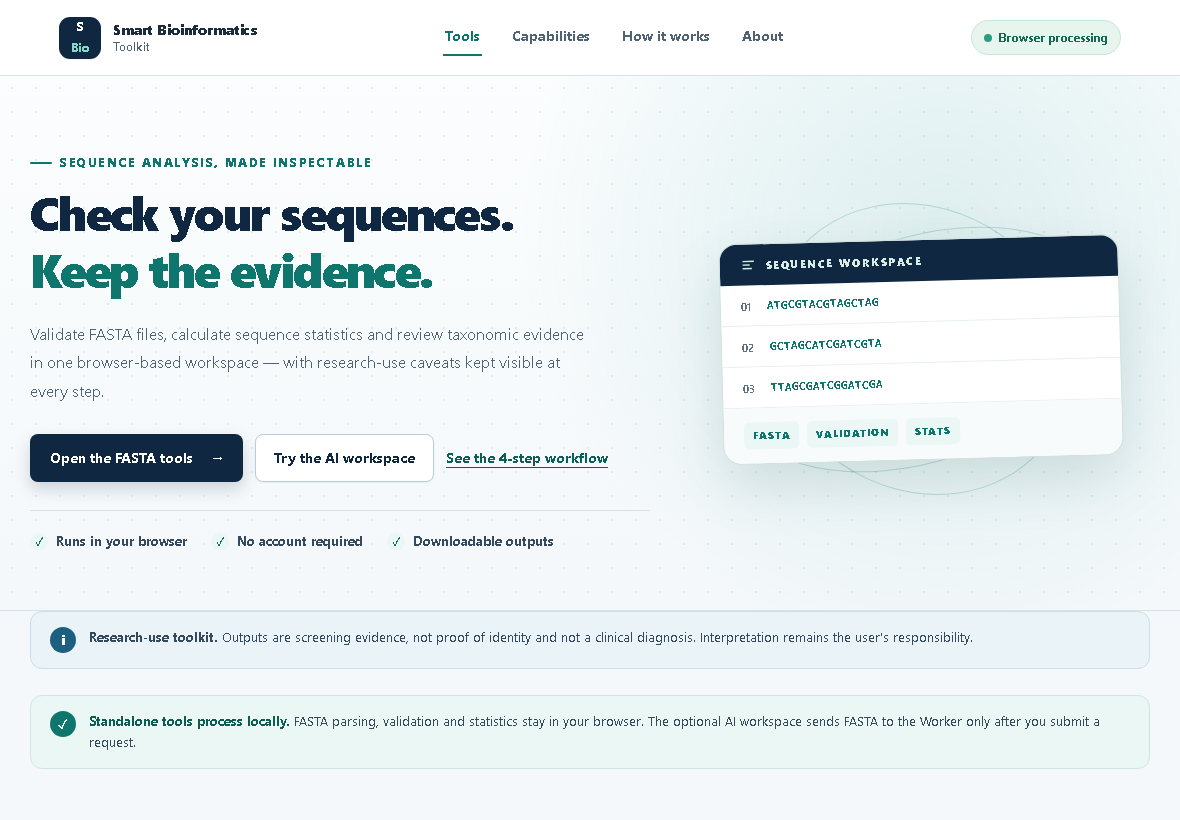 S
Bio
Smart Bioinformatics
Toolkit
Tools
Capabilities
How it works
About
Browser processing
SEQUENCE ANALYSIS, MADE INSPECTABLE
Check your sequences.
Keep the evidence.
Validate FASTA files, calculate sequence statistics and review taxonomic evidence
in one browser-based workspace — with research-use caveats kept visible at
every step.
Open the FASTA tools →
Try the AI workspace
See the 4-step workflow
✓ Runs in your browser
✓ No account required
✓ Downloadable outputs
SEQUENCE WORKSPACE
01 ATGCGTACGTAGCTAG
02 GCTAGCATCGATCGTA
03 TTAGCGATCGGATCGA
FASTA
VALIDATION
STATS
i
Research-use toolkit. Outputs are screening evidence, not proof of identity and not a clinical diagnosis. Interpretation remains the user's responsibility.
✓
Standalone tools process locally. FASTA parsing, validation and statistics stay in your browser. The optional AI workspace sends FASTA to the Worker only after you submit a
request.